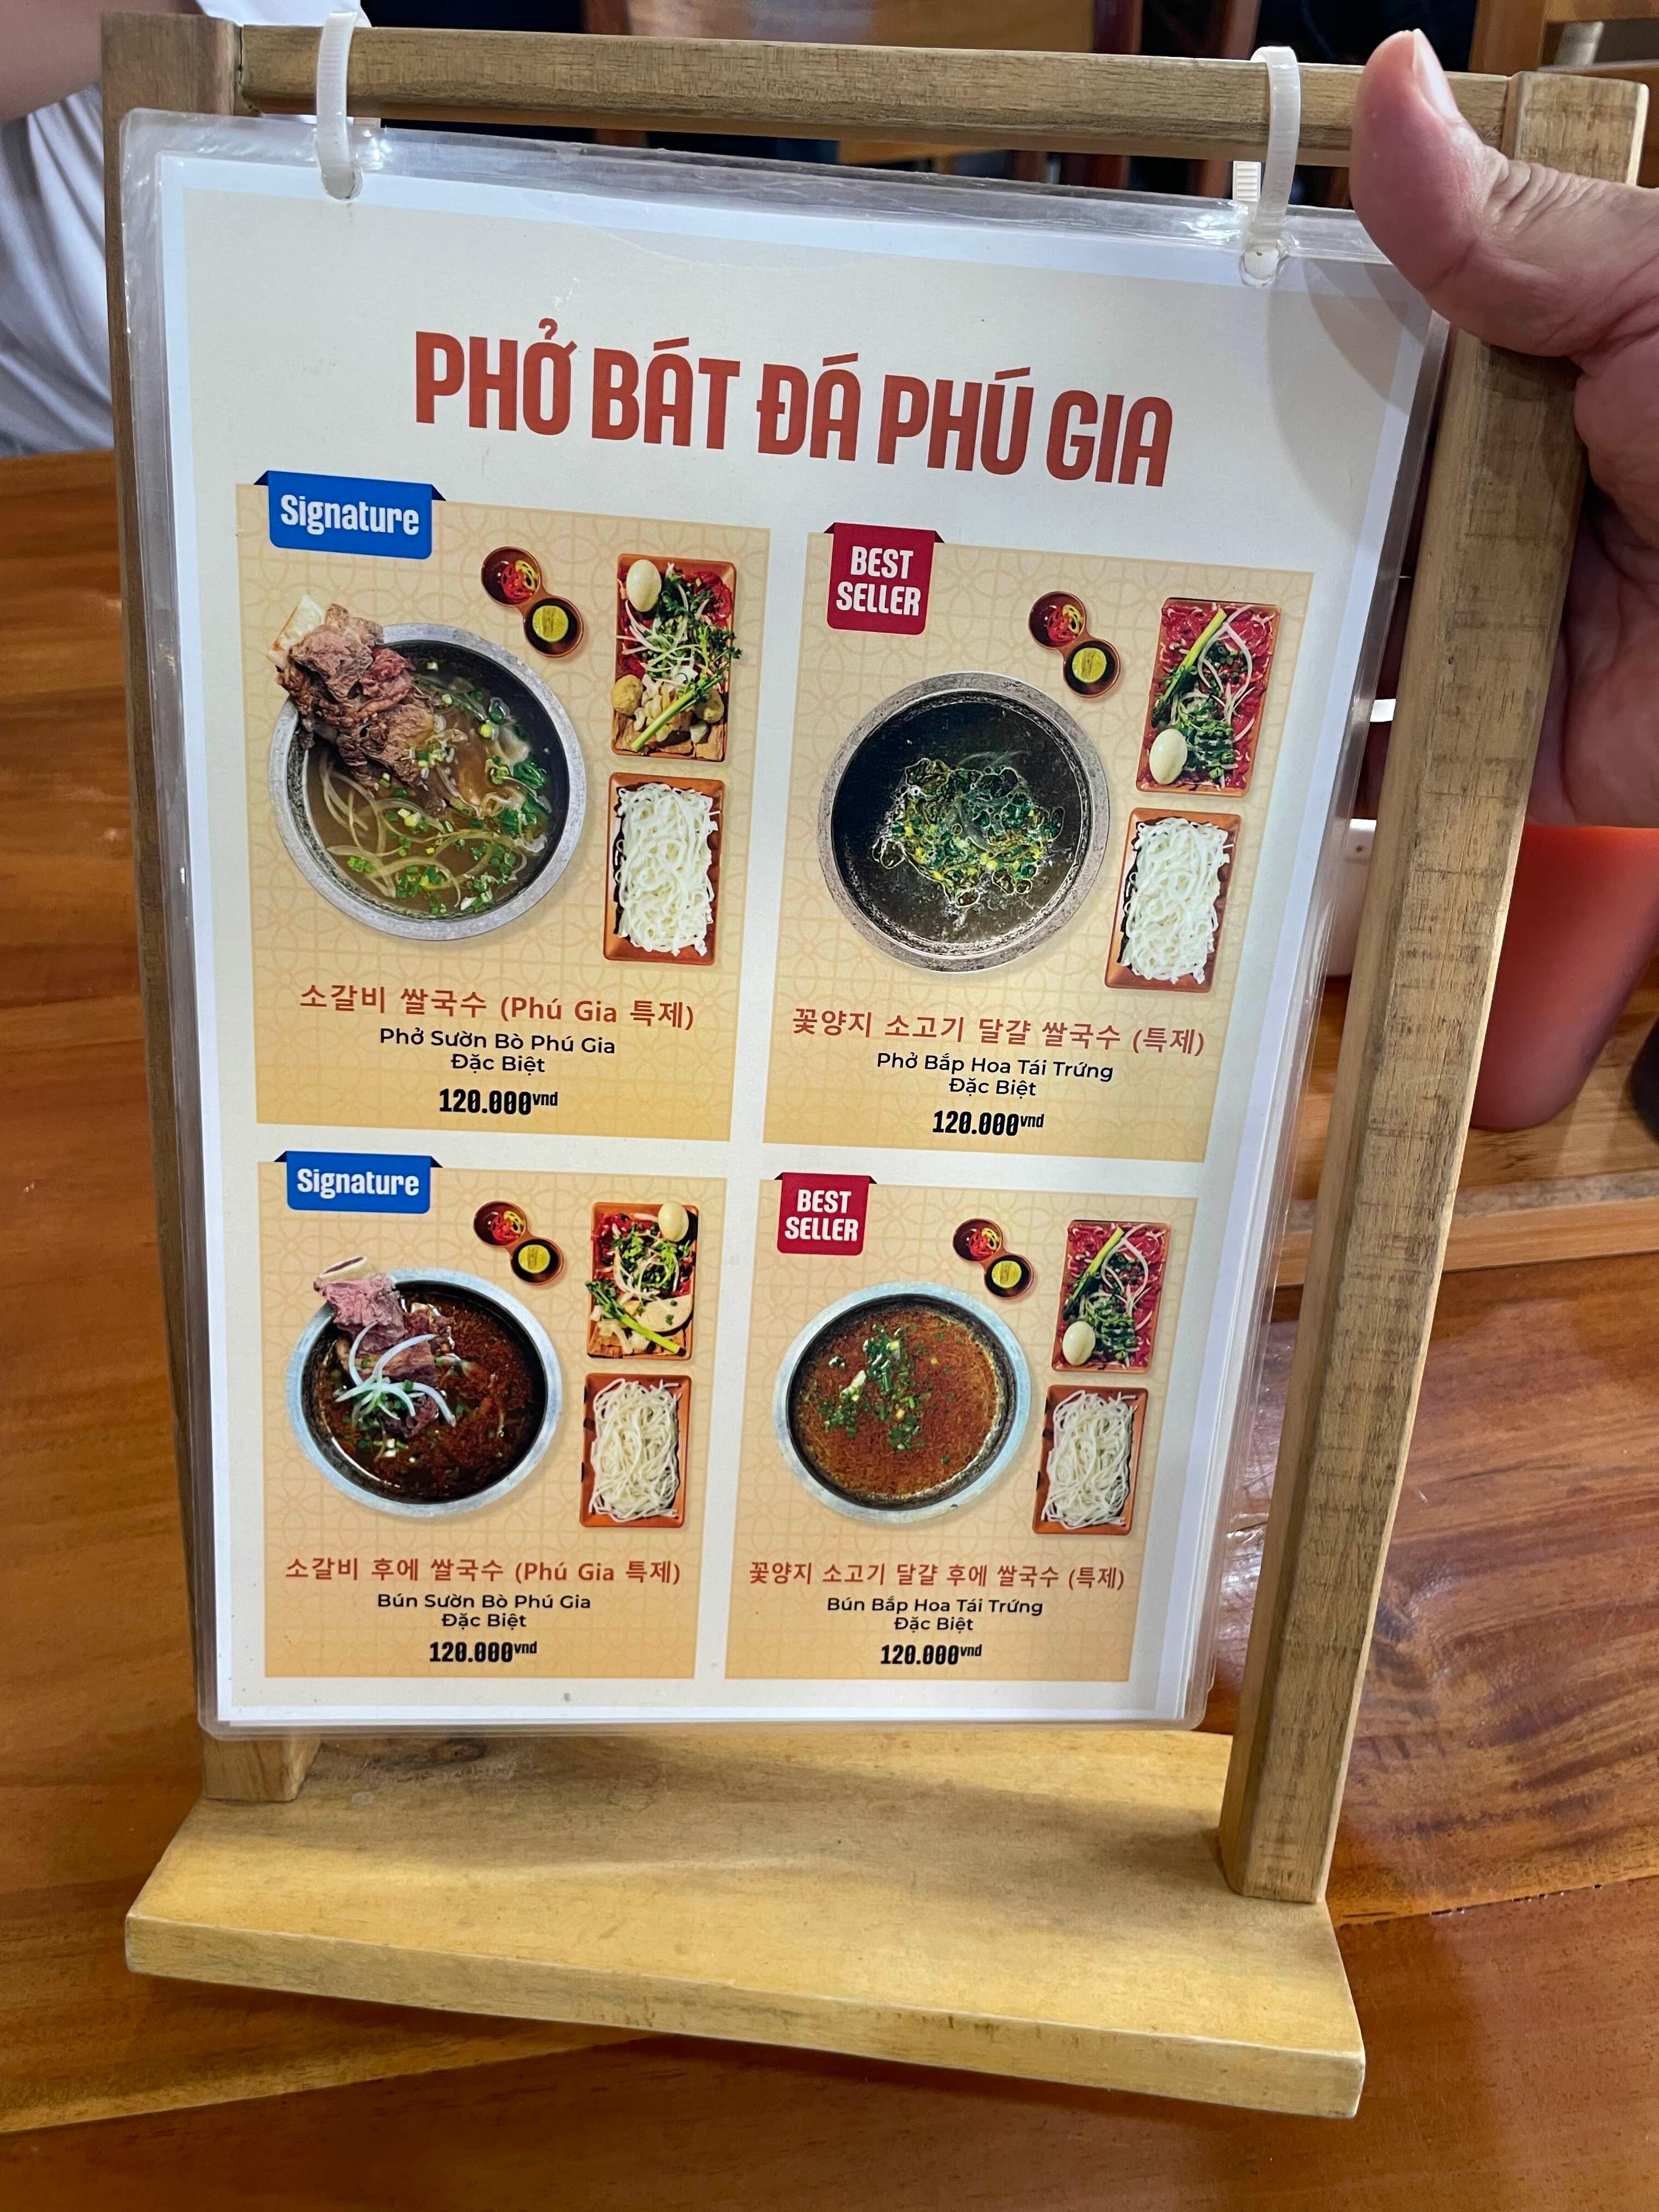 PHỞ BÁT ĐÁ PHÚ GIA
Signature
소갈비 쌀국수 (Phú Gia 특제)
Phở Sườn Bò Phú Gia
Đặc Biệt
120.000vnd
BEST
SELLER
꽃양지 소고기 달걀 쌀국수 (특제)
Phở Bắp Hoa Tái Trứng
Đặc Biệt
120.000vnd
Signature
소갈비 후에 쌀국수 (Phú Gia 특제)
Bún Sườn Bò Phú Gia
Đặc Biệt
120.000vnd
BEST
SELLER
꽃양지 소고기 달걀 후에 쌀국수 (특제)
Bún Bắp Hoa Tái Trứng
Đặc Biệt
120.000vnd